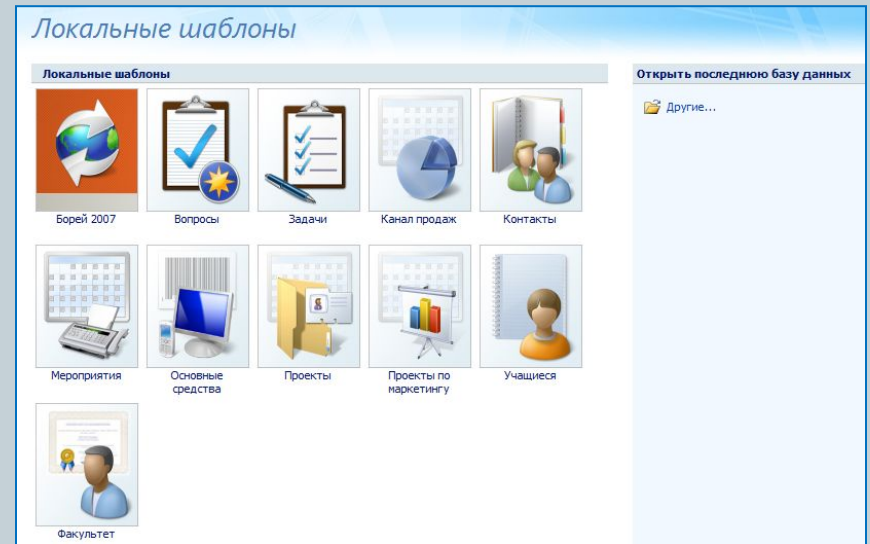 Локальные шаблоны
Локальные шаблоны
Открыть последнюю базу данных
Другие...
Борей 2007
Вопросы
Задачи
Канал продаж
Контакты
Мероприятия
Основные
средства
Проекты
Проекты по
маркетингу
Учащиеся
Факультет